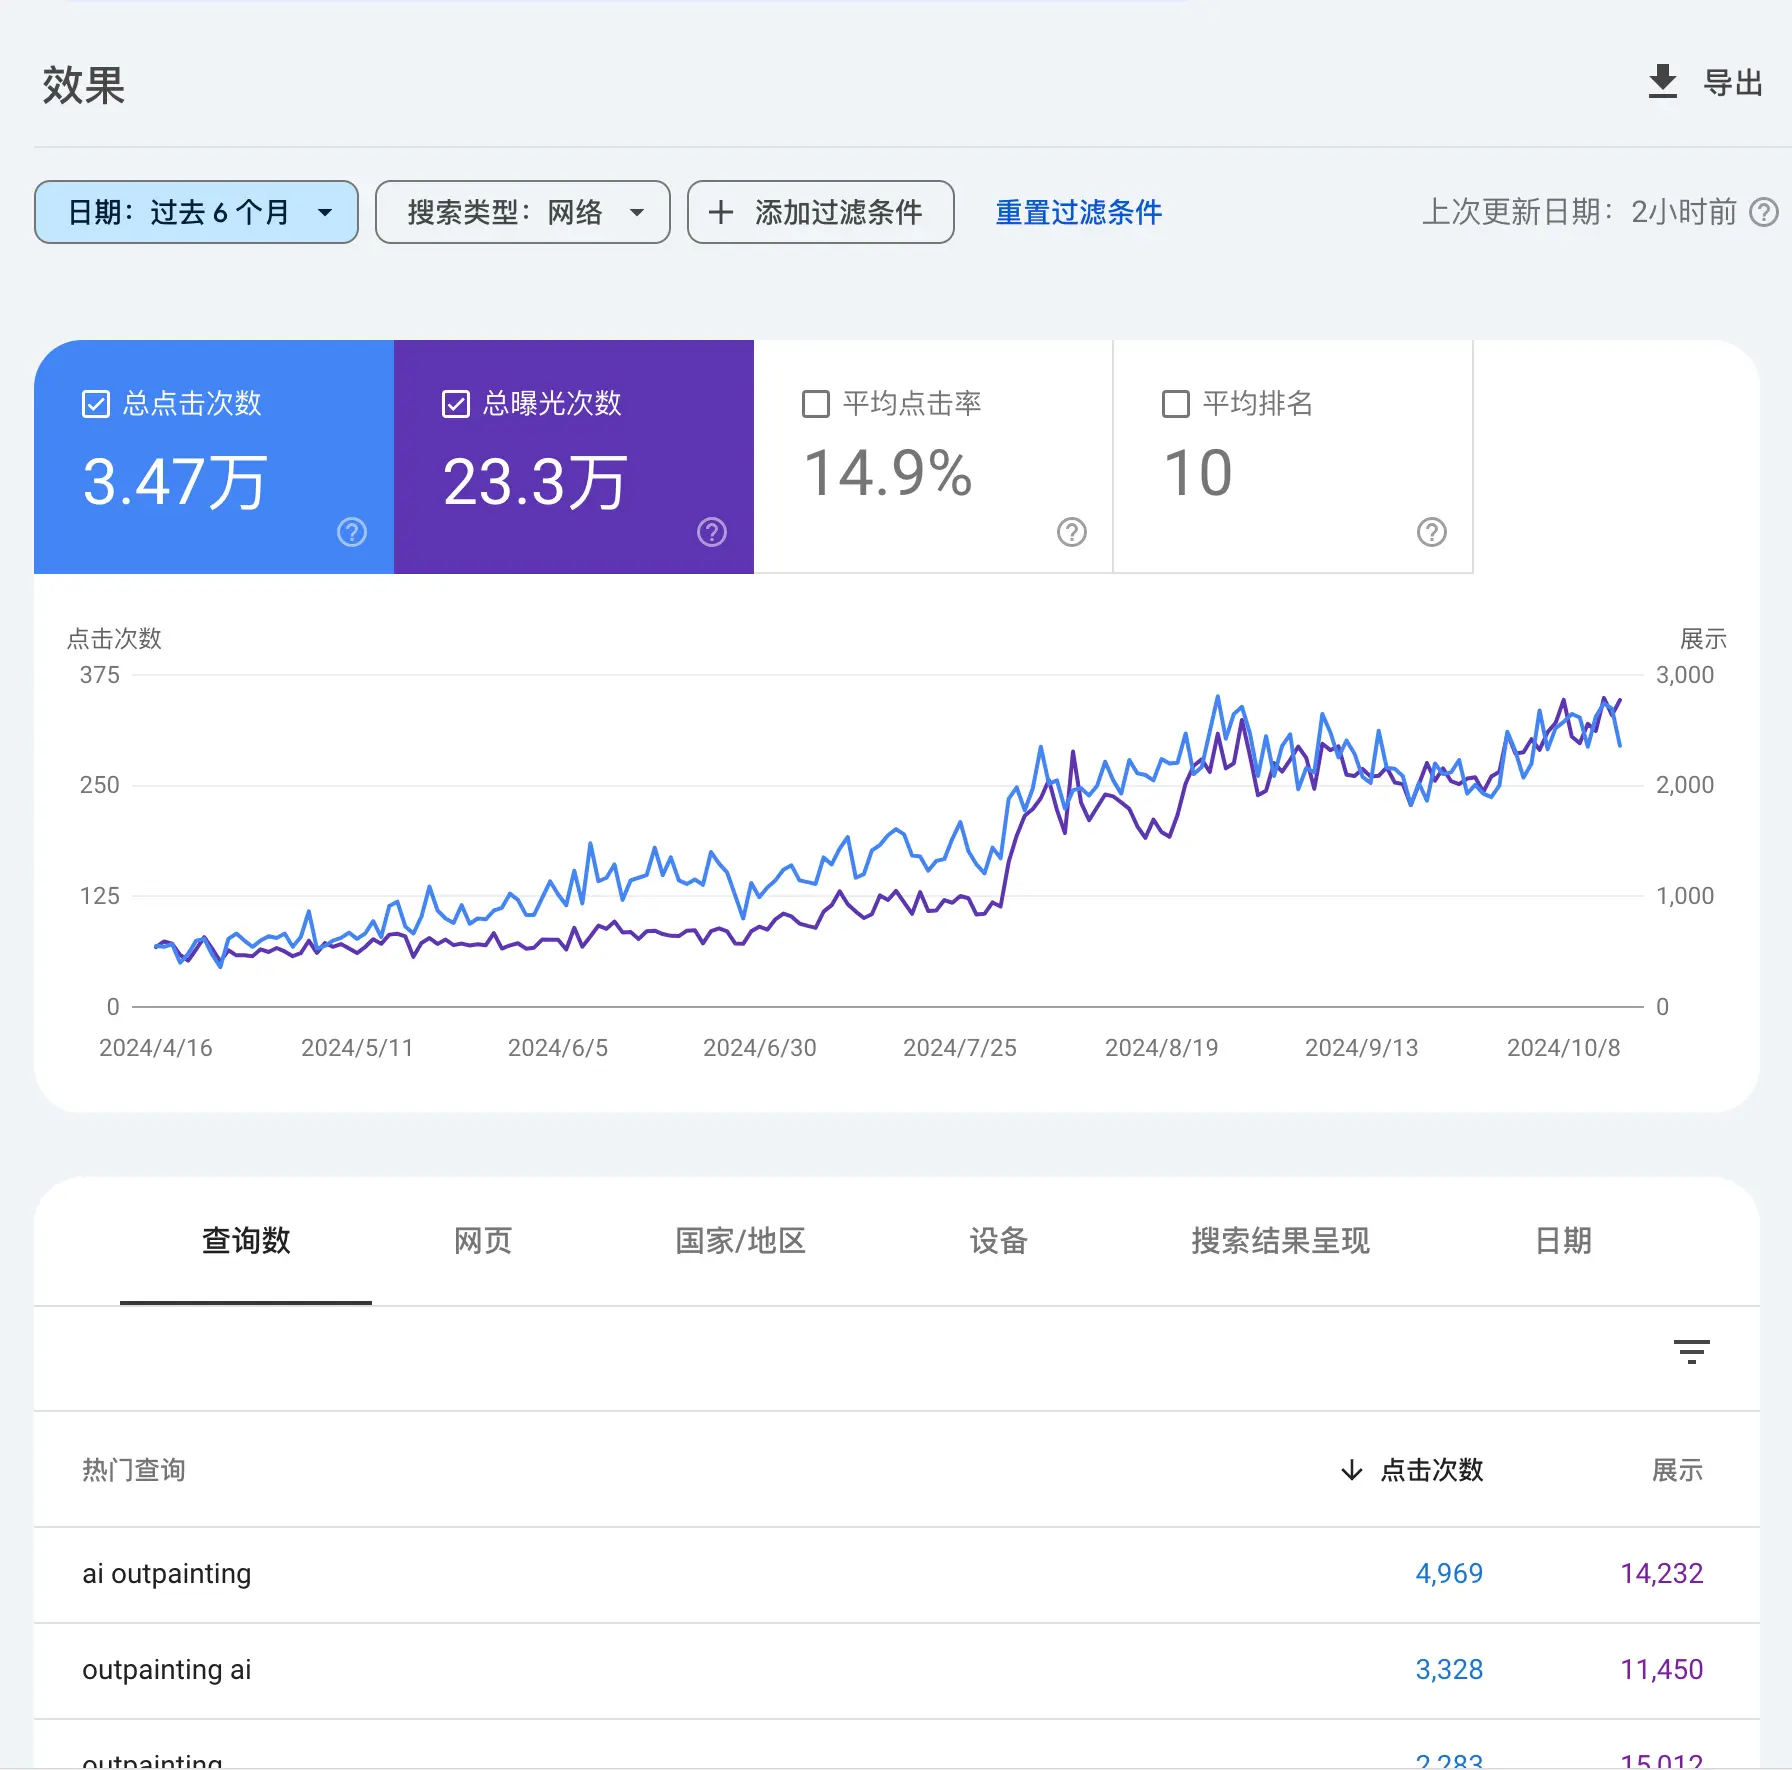 效果
导出
日期：过去 6 个月
搜索类型：网络
添加过滤条件
重置过滤条件
上次更新日期：2小时前
总点击次数
总曝光次数
平均点击率
平均排名
3.47万
23.3万
14.9%
10
点击次数
展示
375
3,000
250
2,000
125
1,000
0
0
2024/4/16
2024/5/11
2024/6/5
2024/6/30
2024/7/25
2024/8/19
2024/9/13
2024/10/8
查询数
网页
国家/地区
设备
搜索结果呈现
日期
热门查询
点击次数
展示
ai outpainting
4,969
14,232
outpainting ai
3,328
11,450
outpainting
2,283
15,012